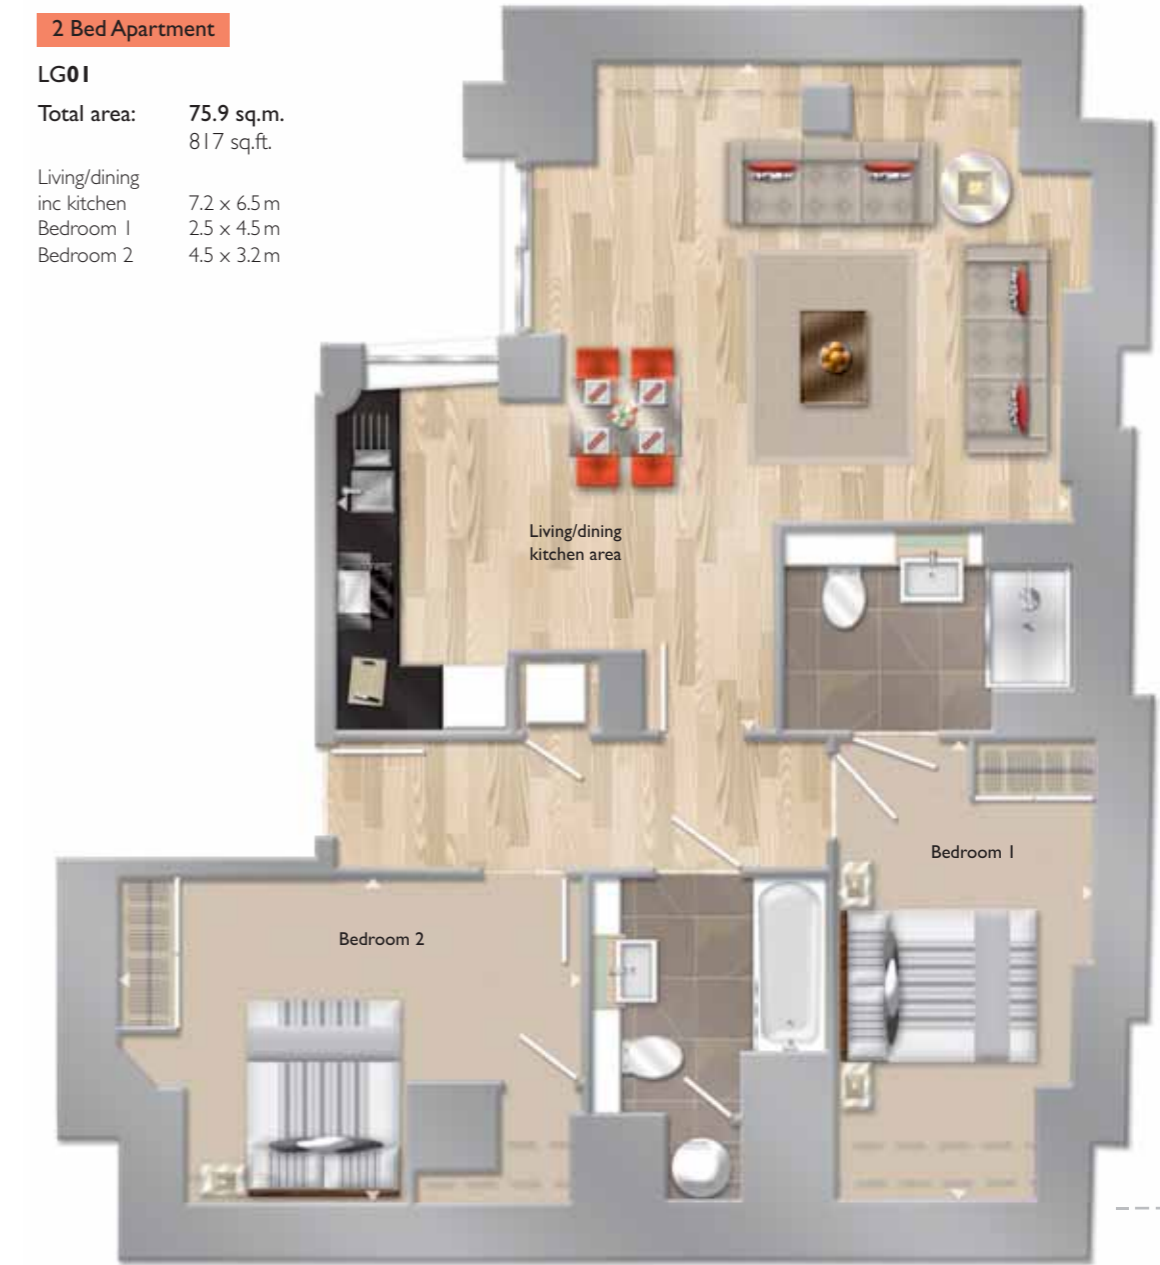 2 Bed Apartment
LG01
Total area: 75.9 sq.m.
817 sq.ft.
Living/dining
inc kitchen 7.2 x 6.5 m
Bedroom 1 2.5 x 4.5 m
Bedroom 2 4.5 x 3.2 m
Living/dining
kitchen area
Bedroom 1
Bedroom 2